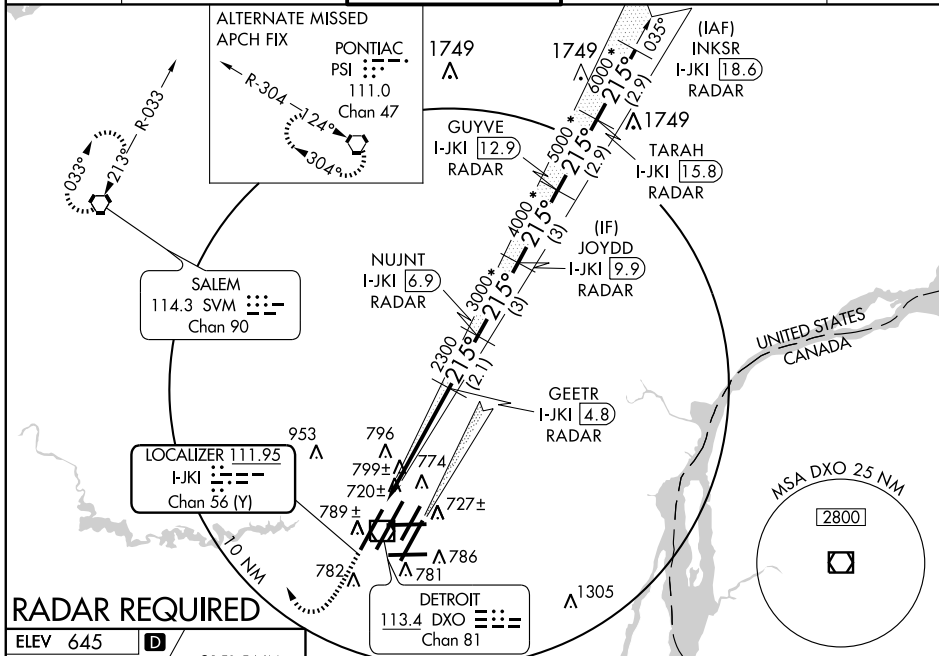 ALTERNATE MISSED
APCH FIX
PONTIAC
PSI
111.0
Chan 47
R-304
124°
304°
R-033
213°
033°
1749
1749
1749
(IAF)
INKSR
I-JKI 18.6
RADAR
035°
6000*
215°
(2.9)
TARAH
I-JKI 15.8
RADAR
5000*
215°
(2.9)
GUYVE
I-JKI 12.9
RADAR
4000*
215°
(3)
(IF)
JOYDD
I-JKI 9.9
RADAR
3000*
215°
(3)
NUJNT
I-JKI 6.9
RADAR
2300
215°
(2.1)
GEETR
I-JKI 4.8
RADAR
SALEM
114.3 SVM
Chan 90
UNITED STATES
CANADA
LOCALIZER 111.95
I-JKI
Chan 56 (Y)
953
796
799±
774
720±
727±
789±
786
782
781
1305
10 NM
DETROIT
113.4 DXO
Chan 81
MSA DXO 25 NM
2800
RADAR REQUIRED
ELEV 645
D